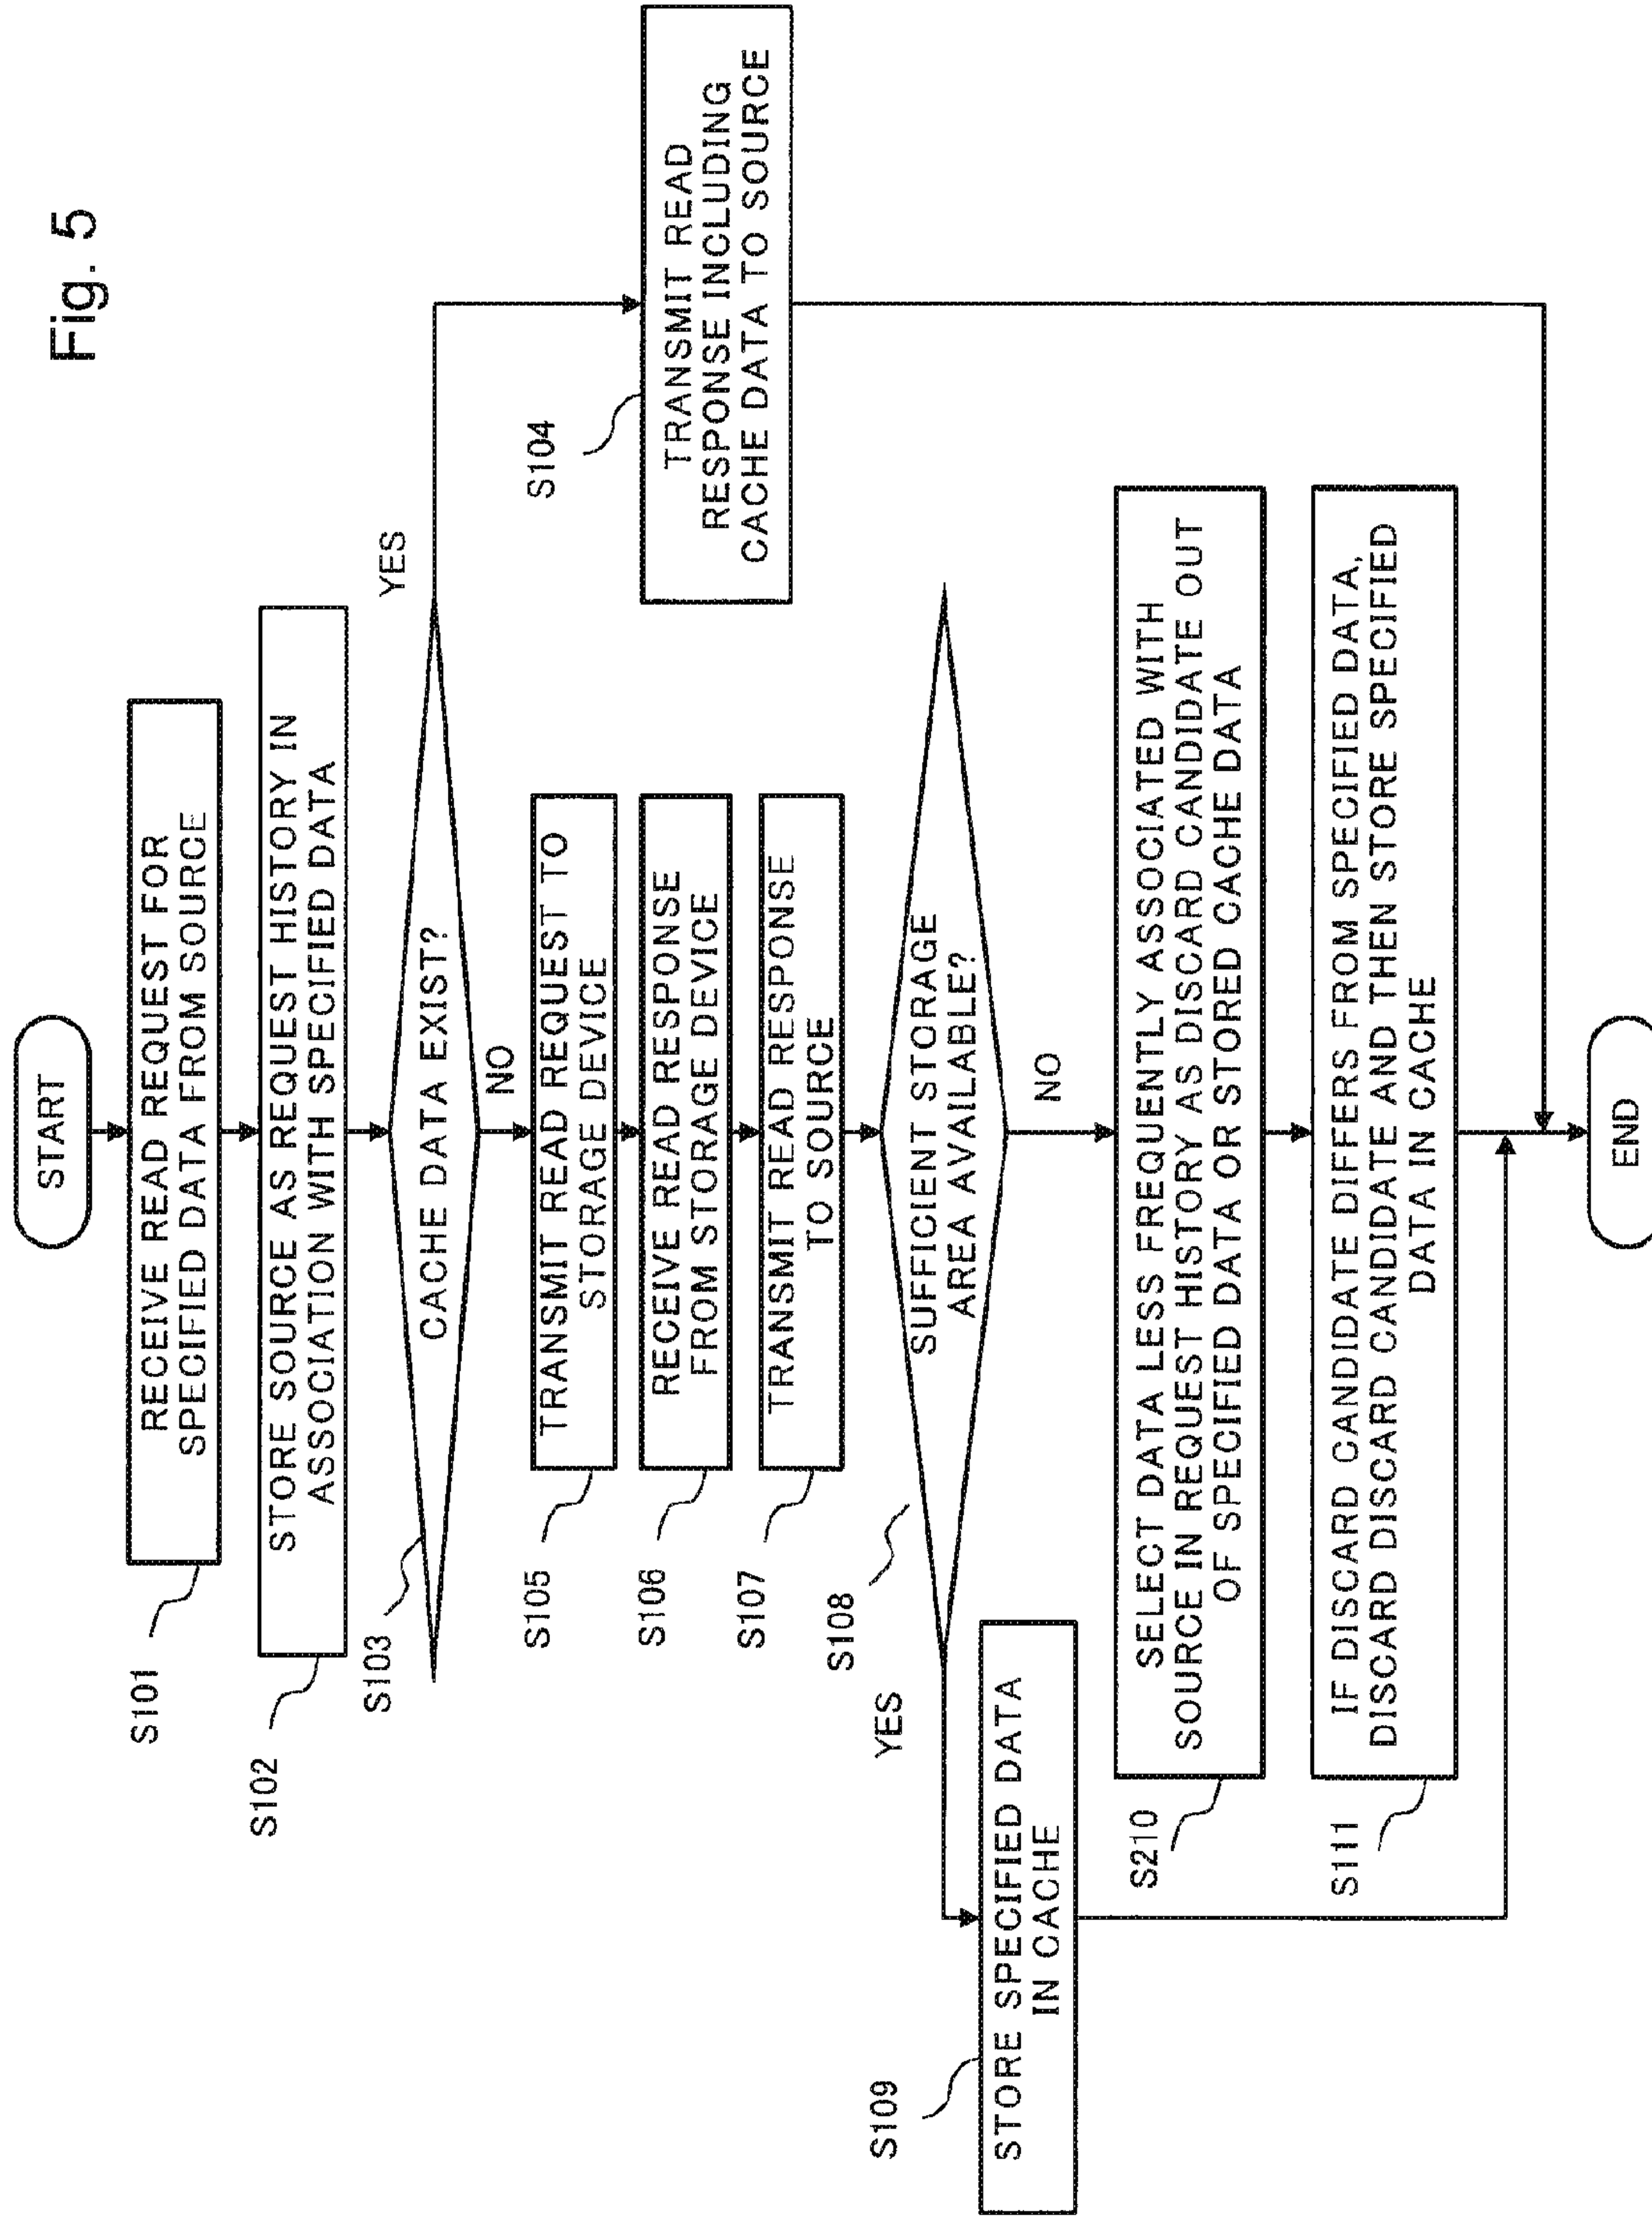 Fig. 5
START
RECEIVE READ REQUEST FOR
SPECIFIED DATA FROM SOURCE
S101
STORE SOURCE AS REQUEST HISTORY IN
ASSOCIATION WITH SPECIFIED DATA
S102
CACHE DATA EXIST?
S103
YES
NO
TRANSMIT READ
RESPONSE INCLUDING
CACHE DATA TO SOURCE
S104
TRANSMIT READ REQUEST TO
STORAGE DEVICE
S105
RECEIVE READ RESPONSE
FROM STORAGE DEVICE
S106
TRANSMIT READ RESPONSE
TO SOURCE
S107
SUFFICIENT STORAGE
AREA AVAILABLE?
S108
YES
NO
STORE SPECIFIED DATA
IN CACHE
S109
SELECT DATA LESS FREQUENTLY ASSOCIATED WITH
SOURCE IN REQUEST HISTORY AS DISCARD CANDIDATE OUT
OF SPECIFIED DATA OR STORED CACHE DATA
S210
IF DISCARD CANDIDATE DIFFERS FROM SPECIFIED DATA,
DISCARD DISCARD CANDIDATE AND THEN STORE SPECIFIED
DATA IN CACHE
S111
END